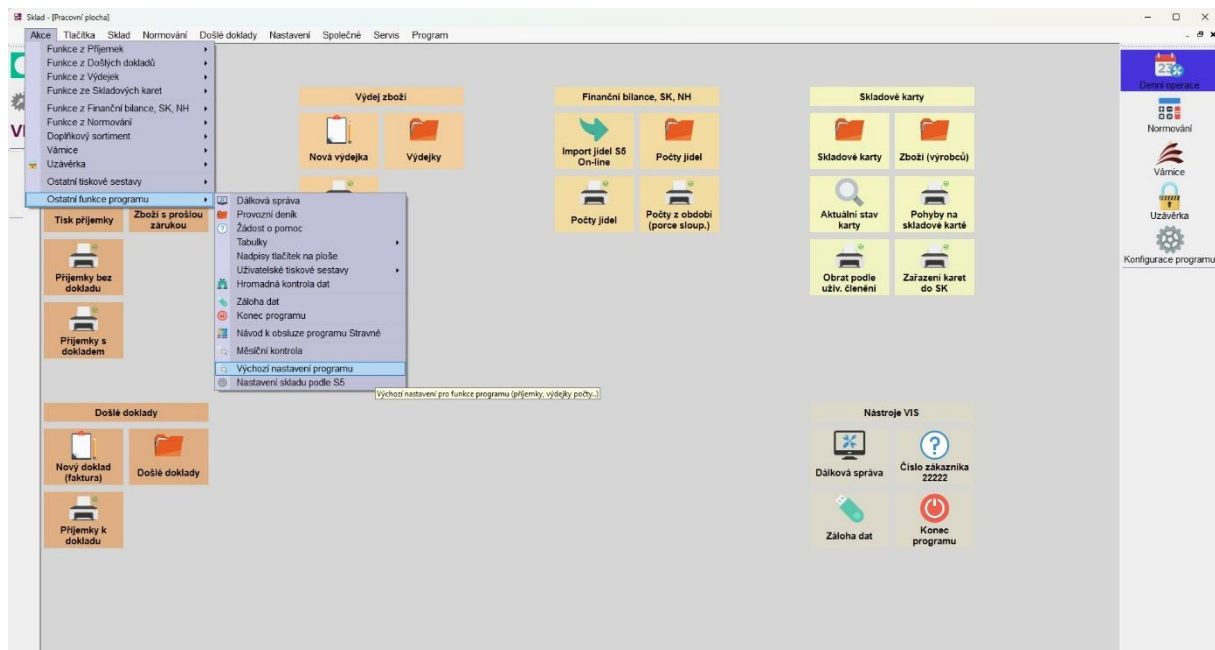 Sklad - [Pracovní plocha]
Akce Tlačítka Sklad Normování Došlé doklady Nastavení Společné Servis Program
Funkce z Příjemek
Funkce z Došlých dokladů
Funkce z Výdejek
Funkce ze Skladových karet
Funkce z Finanční bilance, SK, NH
Funkce z Normování
Doplňkový sortiment
Várnice
Uzávěrka
Ostatní tiskové sestavy
Ostatní funkce programu
Dálková správa
Provozní deník
Žádost o pomoc
Tabulky
Nadpisy tlačítek na ploše
Uživatelské tiskové sestavy
Hromadná kontrola dat
Záloha dat
Konec programu
Návod k obsluze programu Stravné
Měsíční kontrola
Výchozí nastavení programu
Nastavení skladu podle S5
Výchozí nastavení pro funkce programu (příjemky, výdejky počty..)
VI
Tisk příjemky
Zboží s prošlou
zárukou
Příjemky bez
dokladu
Příjemky s
dokladem
Výdej zboží
Nová výdejka
Výdejky
Finanční bilance, SK, NH
Import jídel S5
On-line
Počty jídel
Počty jídel
Počty z období
(porce sloup.)
Skladové karty
Skladové karty
Zboží (výrobců)
Aktuální stav
karty
Pohyby na
skladové kartě
Obrat podle
uživ. členění
Zařazení karet
do SK
Došlé doklady
Nový doklad
(faktura)
Došlé doklady
Příjemky k
dokladu
Nástroje VIS
Dálková správa
Číslo zákazníka
22222
Záloha dat
Konec
programu
23
Denní operace
Normování
Várnice
Uzávěrka
Konfigurace programu